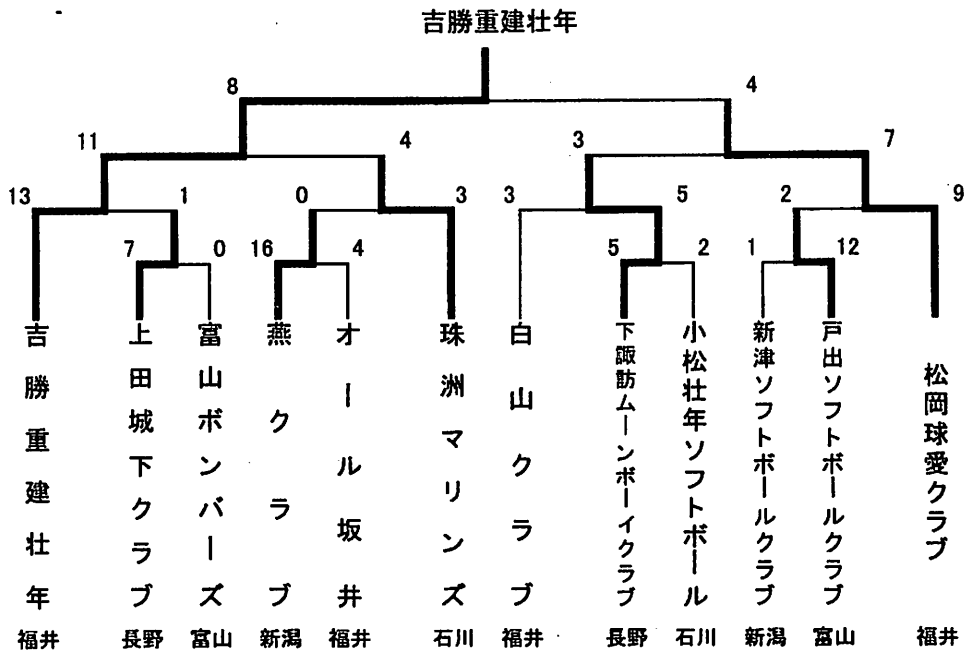 吉勝重建壮年
8 4
11 4 3 7
13 1 0 3 3 5 2 9
7 0 16 4 5 2 1 12
吉勝重建壮年
上田城下クラブ
富山ボンバーズ
燕クラブ
オール坂井
珠洲マリンズ
白山クラブ
下諏訪ムーンボーイクラブ
小松壮年ソフトボール
新津ソフトボールクラブ
戸出ソフトボールクラブ
松岡球愛クラブ
福井 長野 富山 新潟 福井 石川 福井 長野 石川 新潟 富山 福井